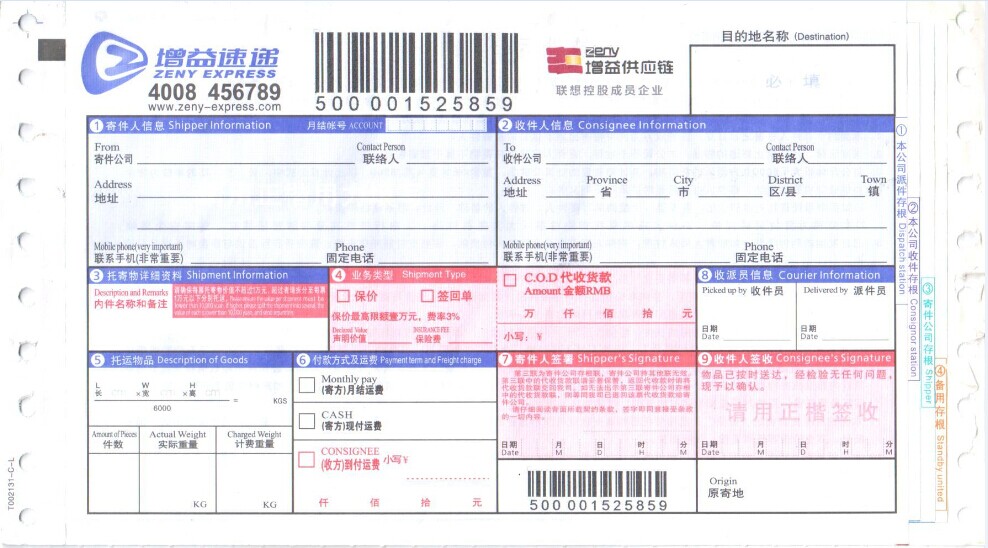 增益速递
ZENY EXPRESS
4008 456789
www.zeny-express.com
500 001525859
zeny
增益供应链
联想控股成员企业
目的地名称 (Destination)
必 填
① 寄件人信息 Shipper Information 月结帐号 ACCOUNT
From
寄件公司
Contact Person
联络人
Address
地址
Mobile phone(very important)
联系手机(非常重要)
Phone
固定电话
② 收件人信息 Consignee Information
To
收件公司
Contact Person
联络人
Address
地址
Province
省
City
市
District
区/县
Town
镇
Mobile phone(very important)
联系手机(非常重要)
Phone
固定电话
③ 托寄物详细资料 Shipment Information
Description and Remarks
内件名称和备注
④ 业务类型 Shipment Type
保价
签回单
保价最高限额壹万元，费率3%
Declared Value
声明价值
INSURANCE FEE
保险费
C.O.D 代收货款
Amount 金额RMB
万 仟 佰 拾 元
小写：￥
⑧ 收派员信息 Courier Information
Picked up by 收件员
Delivered by 派件员
日期
Date
日期
Date
⑤ 托运物品 Description of Goods
L 长 cm × W 宽 cm × H 高 cm
6000
= KGS
Amount of Pieces
件数
Actual Weight
实际重量
Charged Weight
计费重量
KG
KG
⑥ 付款方式及运费 Payment term and Freight charge
Monthly pay
(寄方)月结运费
CASH
(寄方)现付运费
CONSIGNEE
(收方)到付运费 小写￥
仟 佰 拾 元
⑦ 寄件人签署 Shipper's Signature
日期 月 日 时 分
Date M D H M
⑨ 收件人签收 Consignee's Signature
物品已按时送达，经检验无任何问题，
现予以确认。
请用正楷签收
日期 月 日 时 分
Date M D H M
500 001525859
Origin
原寄地
① 本公司派件存根 Dispatch station
② 本公司收件存根 Consignor station
③ 寄件公司存根 Shipper
④ 备用存根 Standby united
T002131-C-L